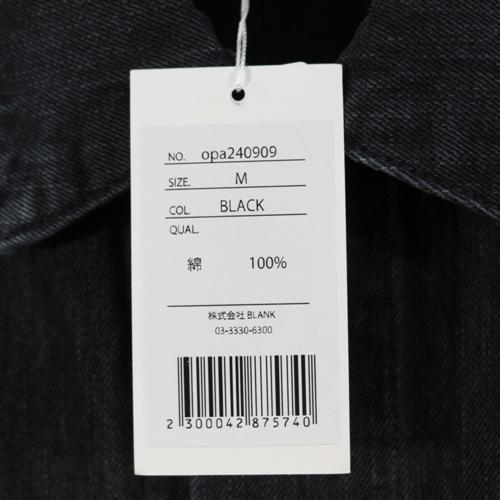 NO. opa240909
SIZE. M
COL. BLACK
QUAL.
綿 100%
株式会社 BLANK
03-3330-6300
2 300042 875740